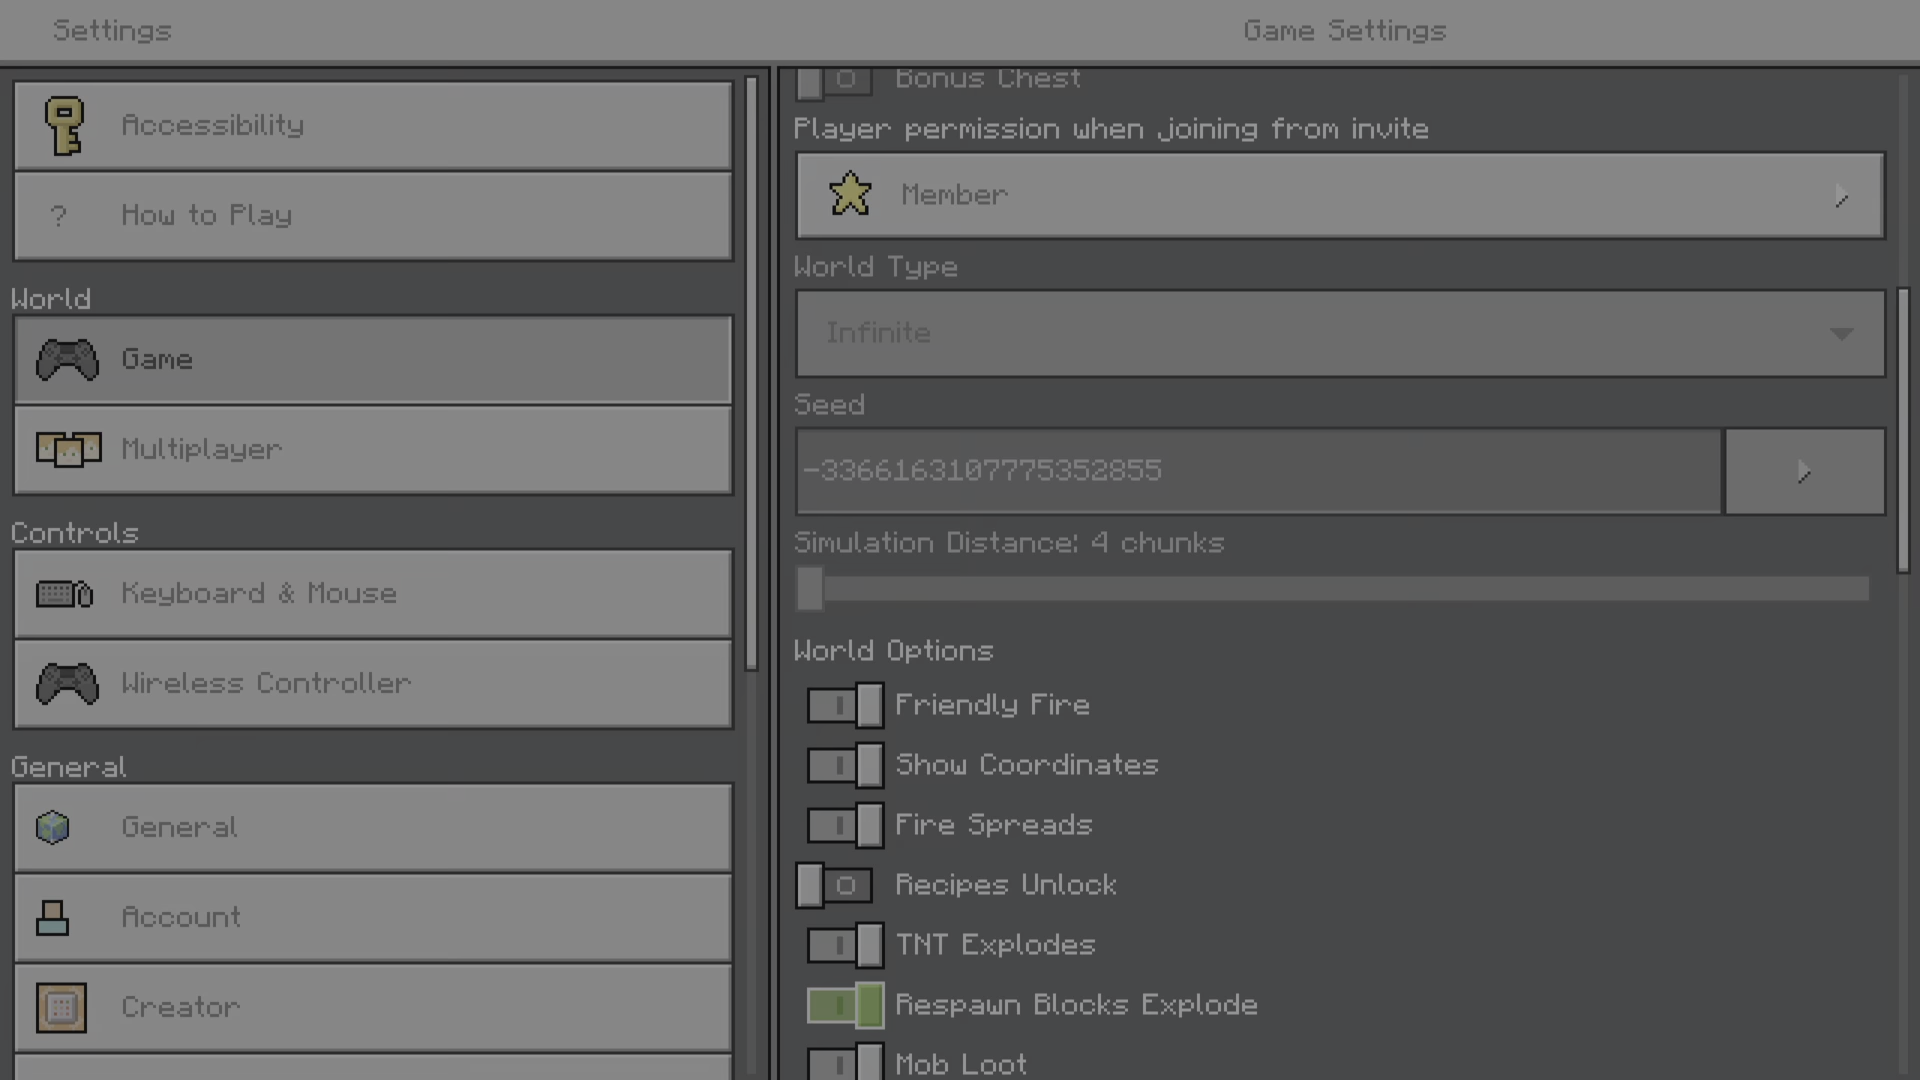 Settings
Game Settings
Accessibility
How to Play
World
Game
Multiplayer
Controls
Keyboard & Mouse
Wireless Controller
General
General
Account
Creator
Bonus Chest
Player permission when joining from invite
Member
World Type
Infinite
Seed
-3366163107775352855
Simulation Distance: 4 chunks
World Options
Friendly Fire
Show Coordinates
Fire Spreads
Recipes Unlock
TNT Explodes
Respawn Blocks Explode
Mob Loot